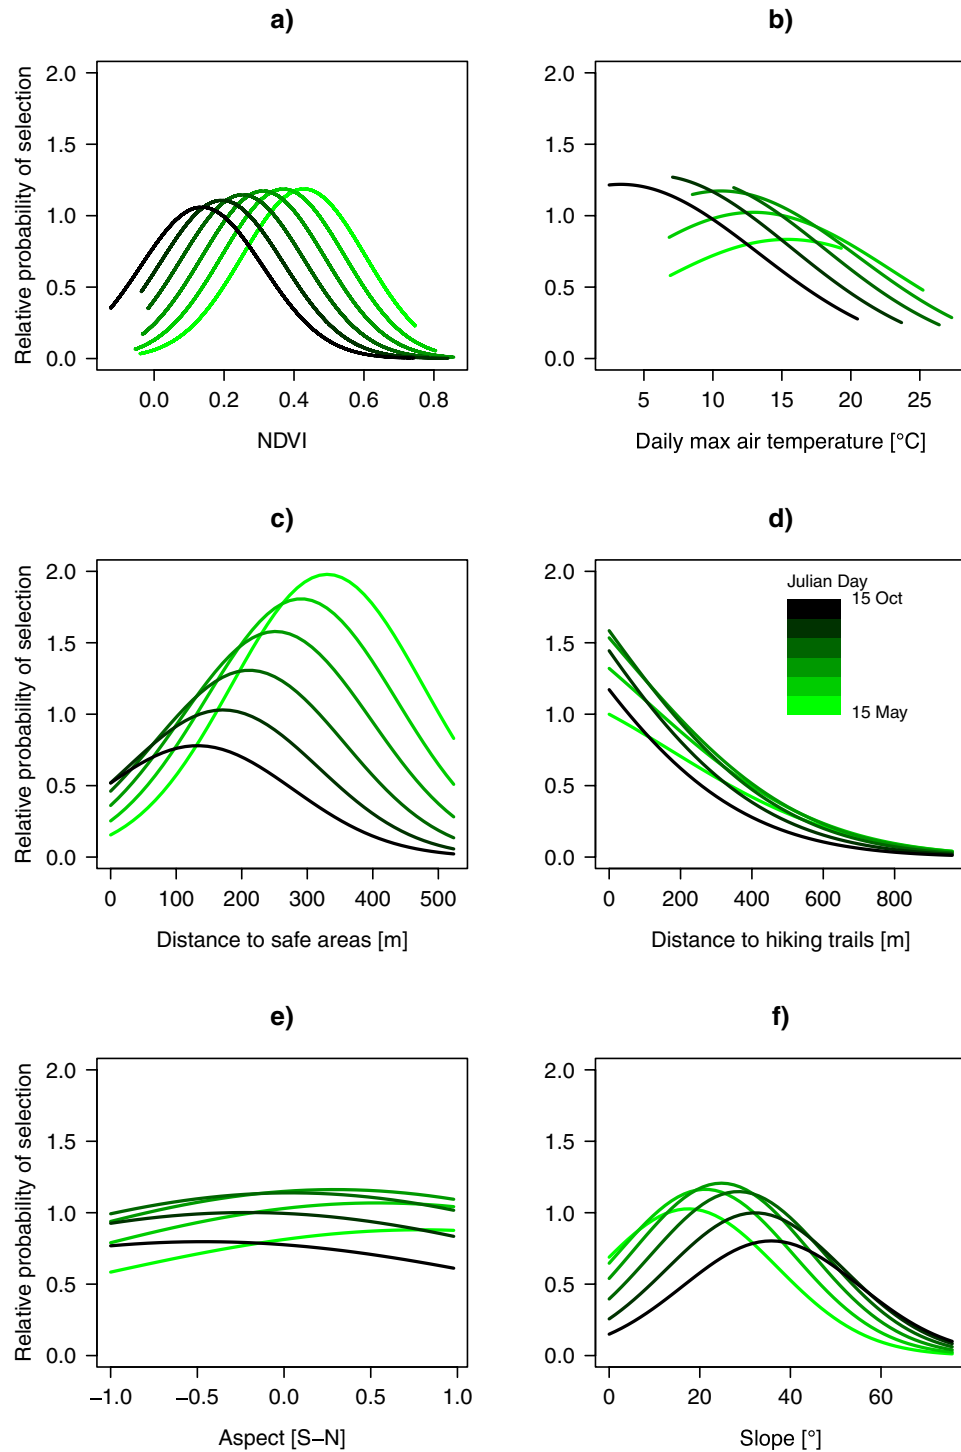 a)
b)
Relative probability of selection
2.0
1.5
1.0
0.5
0.0
0.0 0.2 0.4 0.6 0.8
NDVI
2.0
1.5
1.0
0.5
0.0
5 10 15 20 25
Daily max air temperature [°C]
c)
d)
Relative probability of selection
2.0
1.5
1.0
0.5
0.0
0 100 200 300 400 500
Distance to safe areas [m]
2.0
1.5
1.0
0.5
0.0
Julian Day
15 Oct
15 May
0 200 400 600 800
Distance to hiking trails [m]
e)
f)
Relative probability of selection
2.0
1.5
1.0
0.5
0.0
−1.0 −0.5 0.0 0.5 1.0
Aspect [S−N]
2.0
1.5
1.0
0.5
0.0
0 20 40 60
Slope [°]